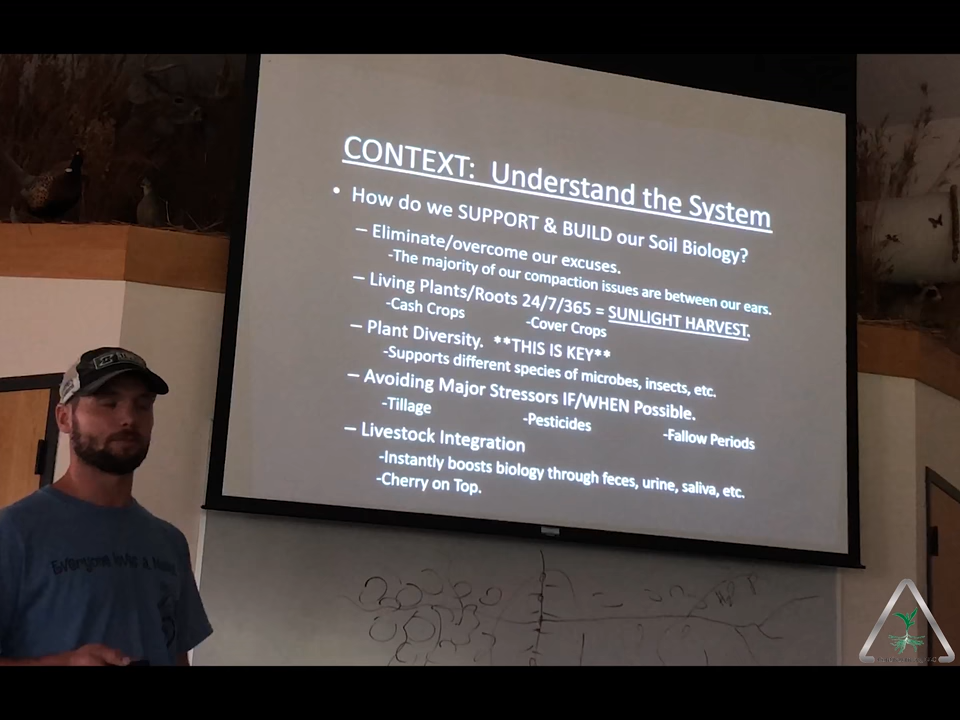 CONTEXT: Understand the System
• How do we SUPPORT & BUILD our Soil Biology?
– Eliminate/overcome our excuses.
-The majority of our compaction issues are between our ears.
– Living Plants/Roots 24/7/365 = SUNLIGHT HARVEST.
-Cash Crops -Cover Crops
– Plant Diversity. **THIS IS KEY**
-Supports different species of microbes, insects, etc.
– Avoiding Major Stressors IF/WHEN Possible.
-Tillage -Pesticides -Fallow Periods
– Livestock Integration
-Instantly boosts biology through feces, urine, saliva, etc.
-Cherry on Top.
Everyone